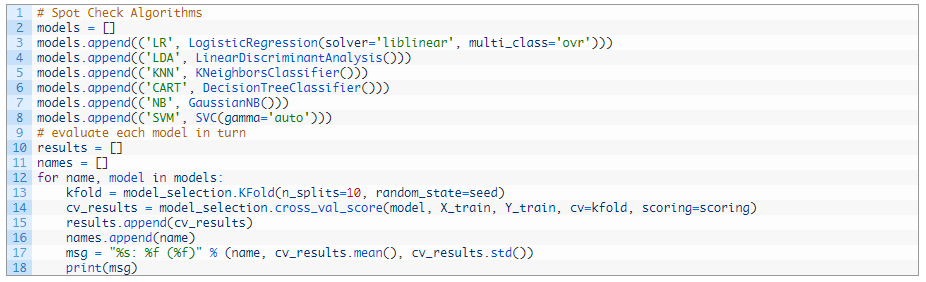 1 # Spot Check Algorithms
2 models = []
3 models.append(('LR', LogisticRegression(solver='liblinear', multi_class='ovr')))
4 models.append(('LDA', LinearDiscriminantAnalysis()))
5 models.append(('KNN', KNeighborsClassifier()))
6 models.append(('CART', DecisionTreeClassifier()))
7 models.append(('NB', GaussianNB()))
8 models.append(('SVM', SVC(gamma='auto')))
9 # evaluate each model in turn
10 results = []
11 names = []
12 for name, model in models:
13     kfold = model_selection.KFold(n_splits=10, random_state=seed)
14     cv_results = model_selection.cross_val_score(model, X_train, Y_train, cv=kfold, scoring=scoring)
15     results.append(cv_results)
16     names.append(name)
17     msg = "%s: %f (%f)" % (name, cv_results.mean(), cv_results.std())
18     print(msg)